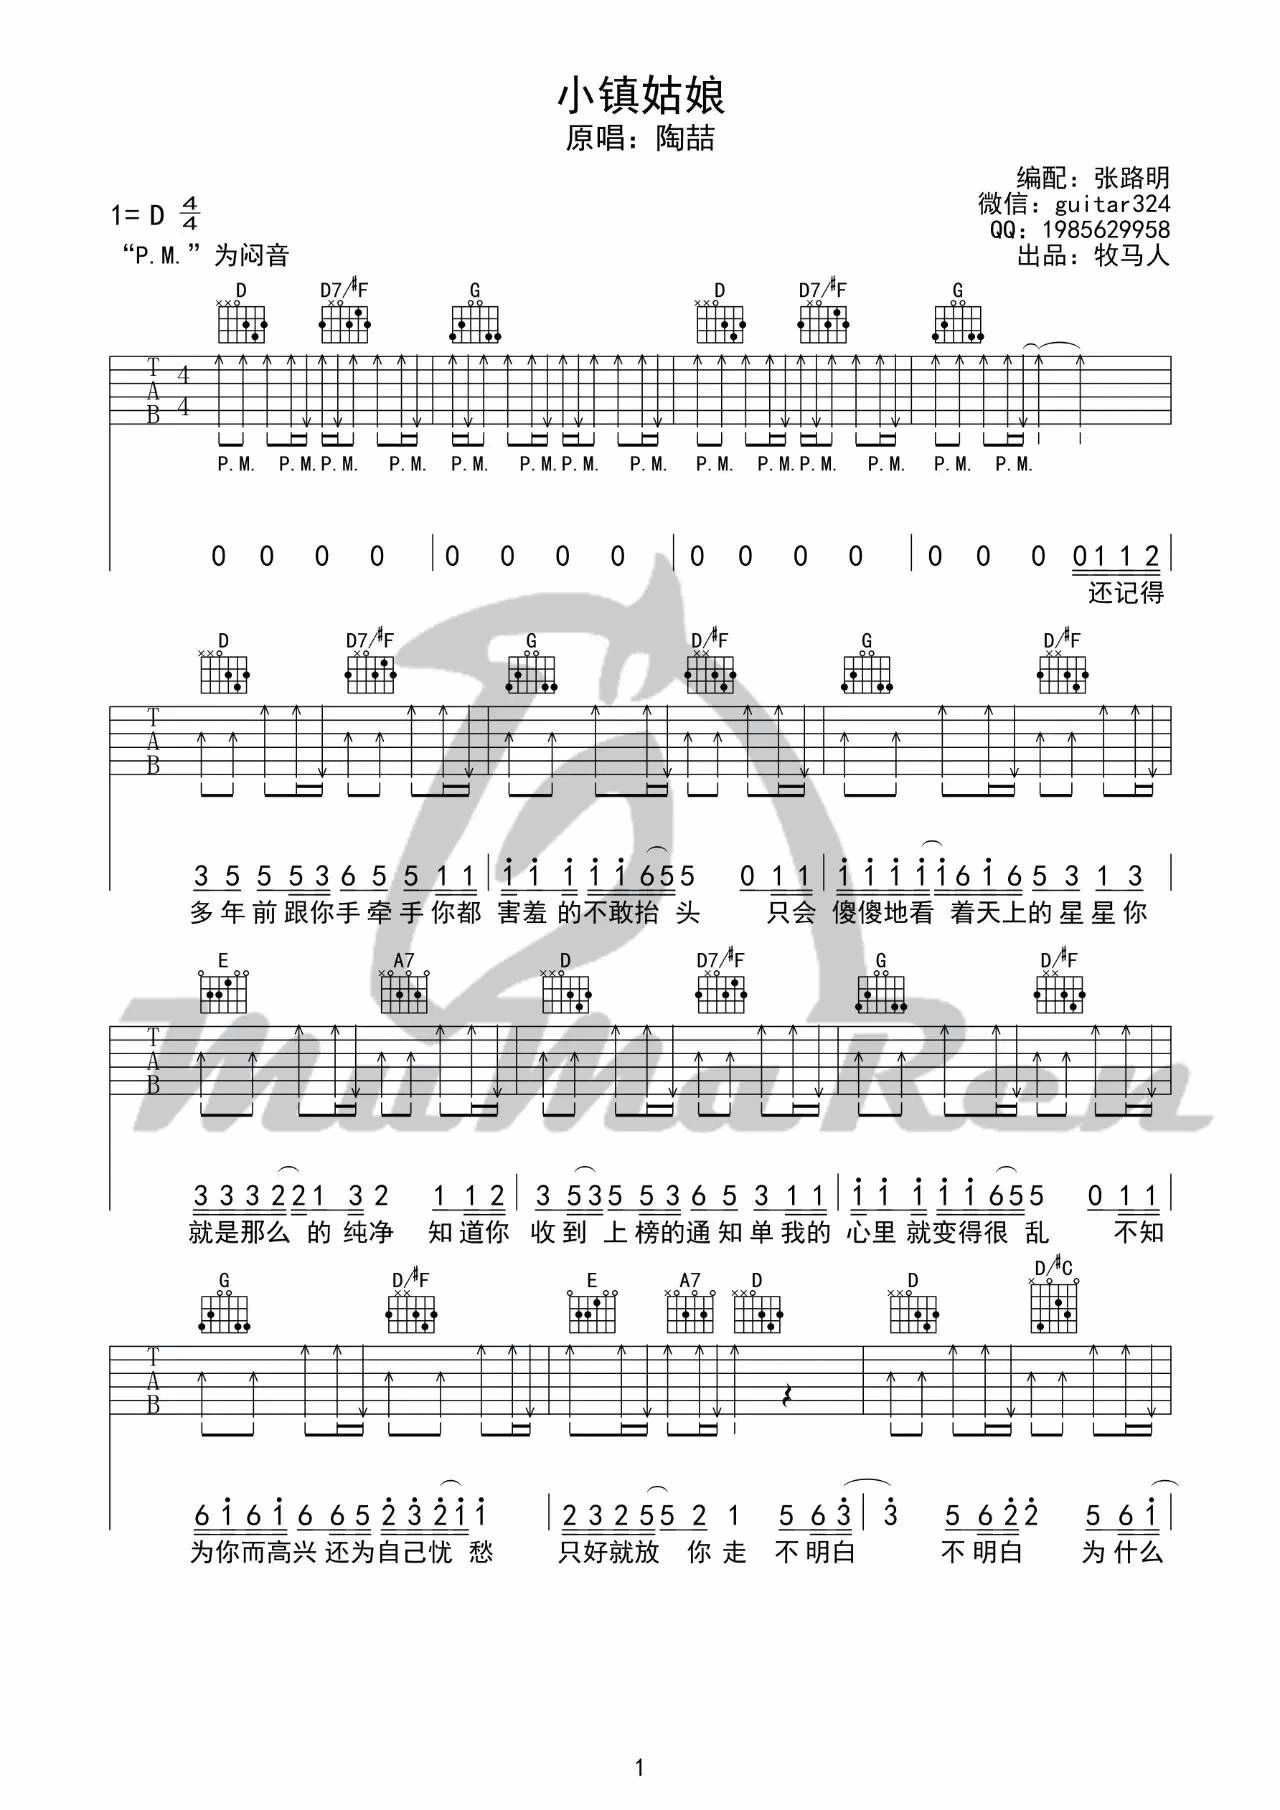 小镇姑娘
原唱：陶喆
编配：张路明
1= D 4/4
微信：guitar324
QQ：1985629958
“P.M.”为闷音
出品：牧马人
D D7/#F G D D7/#F G
T A B 4 4
P.M. P.M. P.M. P.M. P.M. P.M. P.M. P.M. P.M. P.M. P.M. P.M. P.M. P.M.
0 0 0 0 | 0 0 0 0 | 0 0 0 0 | 0 0 0 0 1 1 2
还记得
D D7/#F G D/#F G D/#F
T A B
3 5 5 5 3 6 5 5 1 1 | 1 1 1 1 1 6 5 5 0 1 1 | 1 1 1 1 1 6 1 6 5 3 1 3
多年前跟你手牵手你都 害羞的不敢抬头 只会 傻傻地看着天上的星星你
E A7 D D7/#F G D/#F
T A B
MuMaRen
3 3 3 2 2 1 3 2 1 1 2 | 3 5 3 5 5 3 6 5 3 1 1 | 1 1 1 1 1 6 5 5 0 1 1
就是那么的纯净 知道你 收到上榜的通知单我的 心里就变得很乱 不知
G D/#F E A7 D D D/#C
T A B
6 1 6 1 6 6 5 2 3 2 1 1 | 2 3 2 5 5 5 2 1 5 6 3 | 3 5 6 2 2 5 6 1
为你而高兴还为自己忧愁 只好就放你走 不明白 不明白 为什么
1